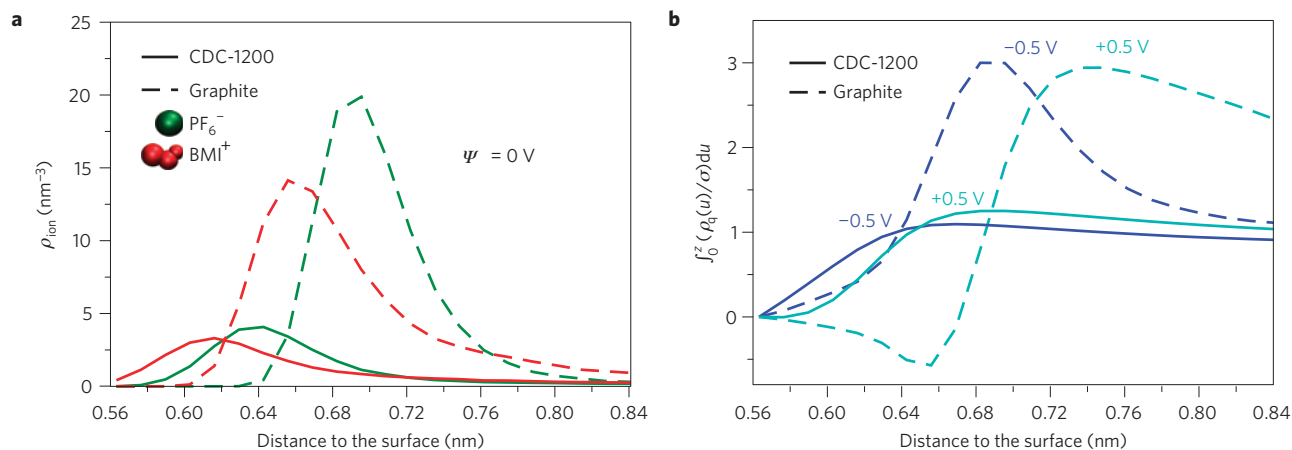 a
CDC-1200
Graphite
PF₆⁻
BMI⁺
Ψ = 0 V
25
20
15
10
5
0
ρion (nm⁻³)
0.56 0.60 0.64 0.68 0.72 0.76 0.80 0.84
Distance to the surface (nm)
b
−0.5 V
+0.5 V
CDC-1200
Graphite
−0.5 V
+0.5 V
3
2
1
0
∫₀ᶻ (ρq(u)/σ)du
0.56 0.60 0.64 0.68 0.72 0.76 0.80 0.84
Distance to the surface (nm)